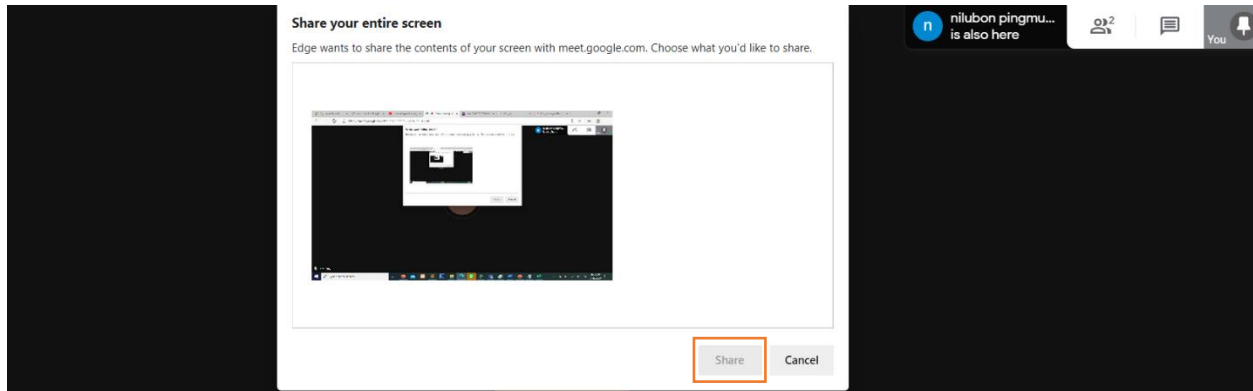 Share your entire screen
Edge wants to share the contents of your screen with meet.google.com. Choose what you'd like to share.
nilubon pingmu...
is also here
n
2
You
Share
Cancel